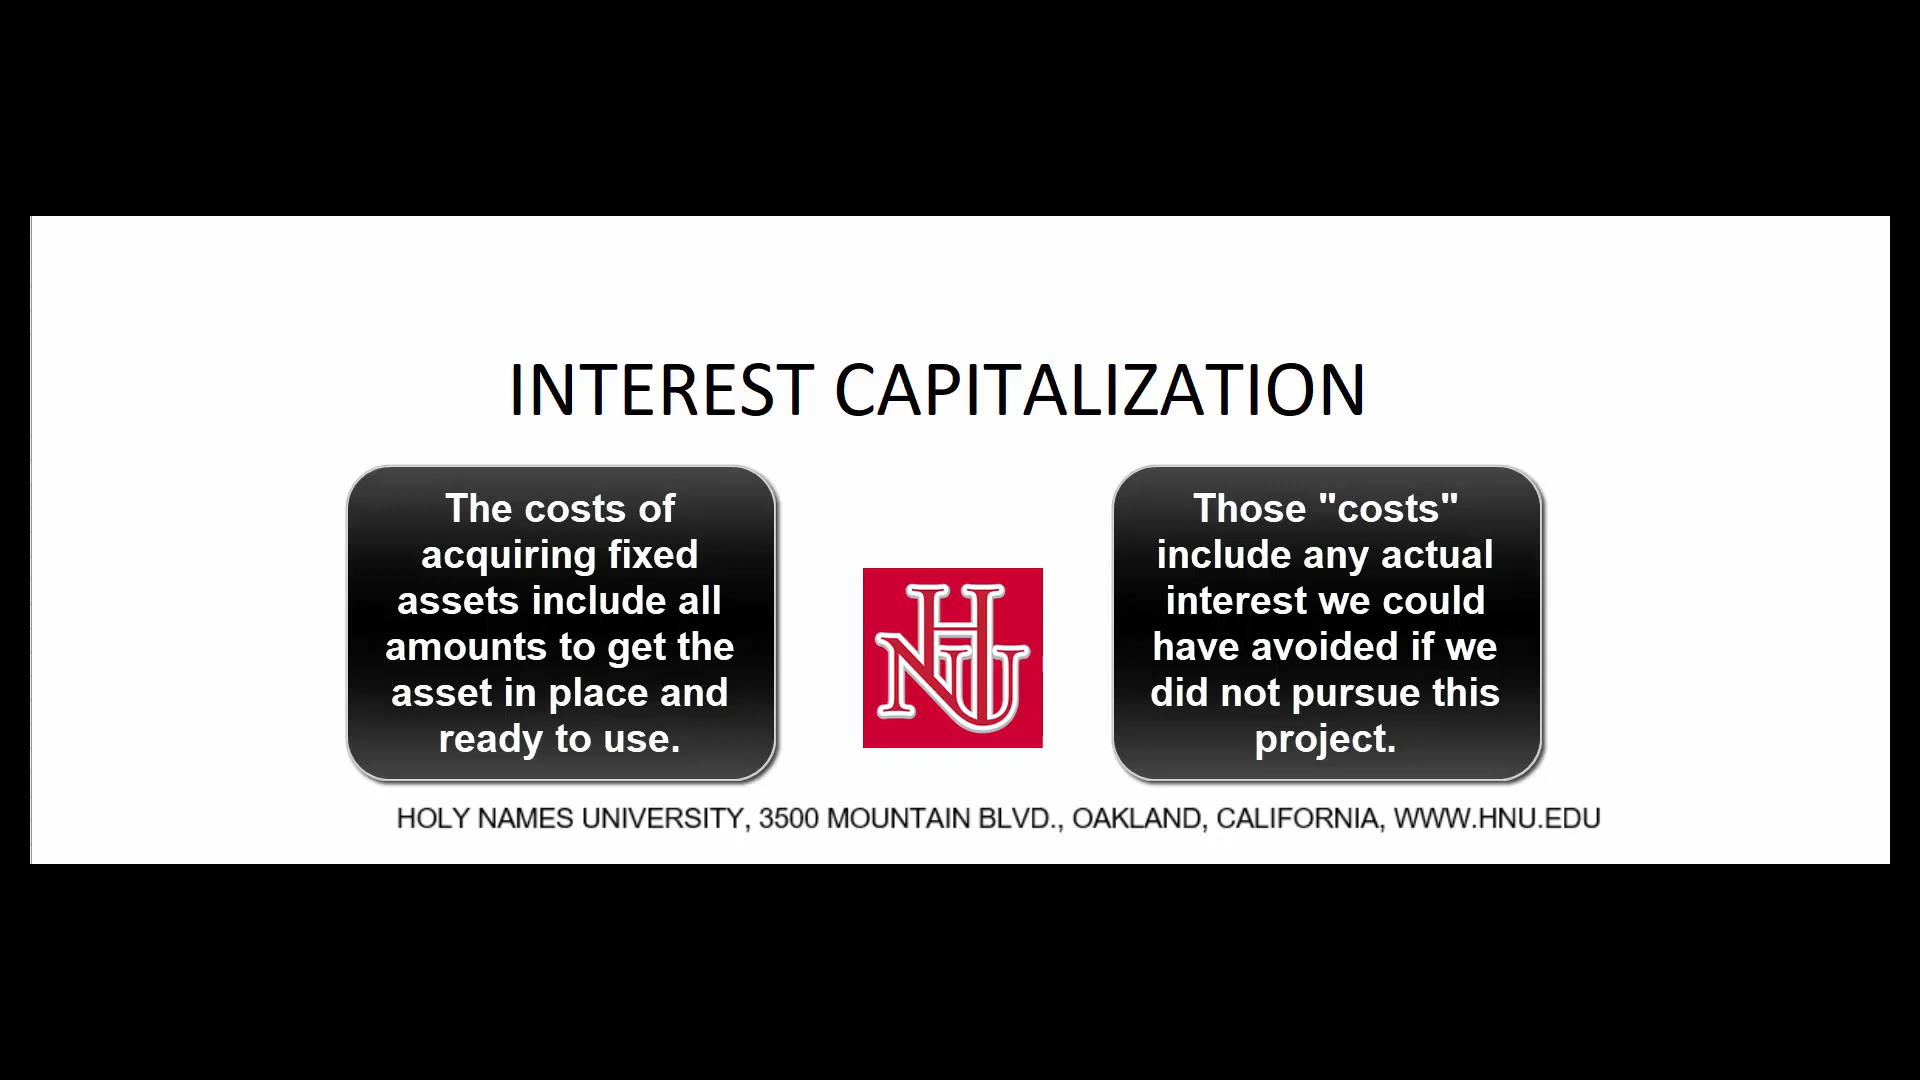 INTEREST CAPITALIZATION
The costs of
acquiring fixed
assets include all
amounts to get the
asset in place and
ready to use.
HNU
Those "costs"
include any actual
interest we could
have avoided if we
did not pursue this
project.
HOLY NAMES UNIVERSITY, 3500 MOUNTAIN BLVD., OAKLAND, CALIFORNIA, WWW.HNU.EDU